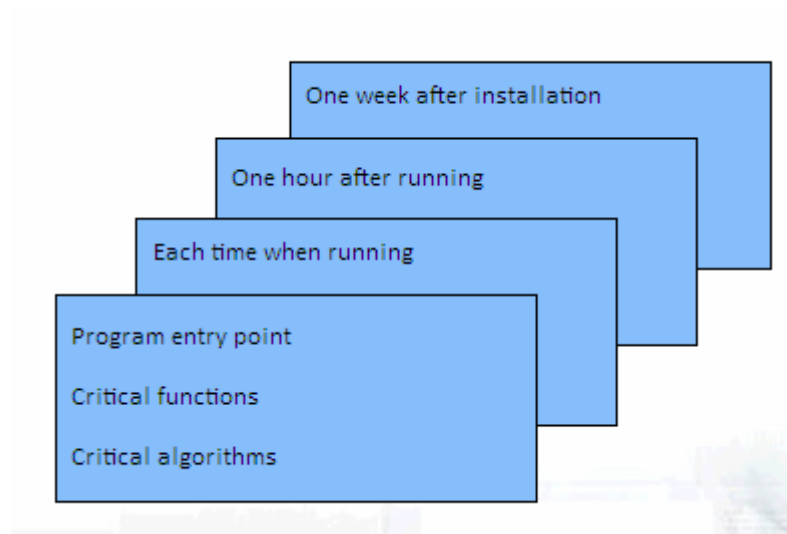 One week after installation
One hour after running
Each time when running
Program entry point
Critical functions
Critical algorithms